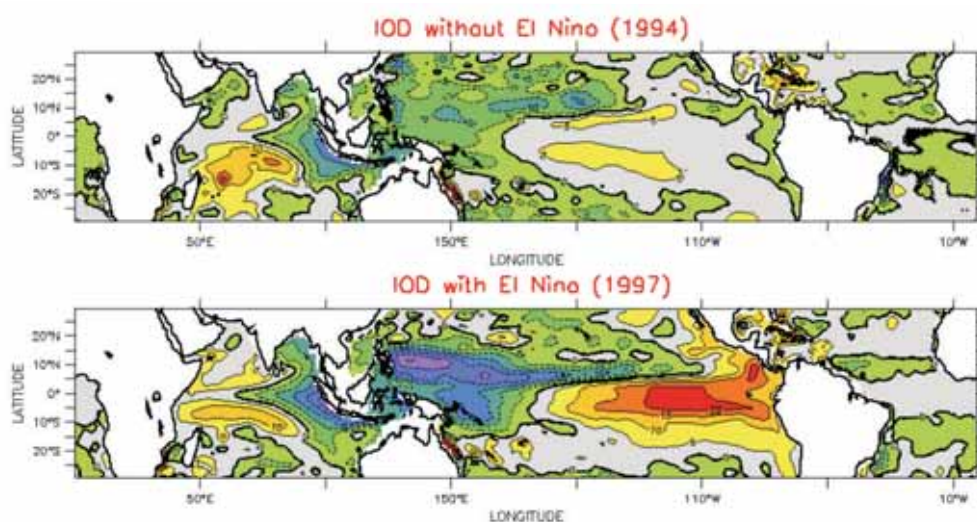 IOD without El Nino (1994)
LATITUDE
20°N
10°N
0°
10°S
20°S
50°E 150°E 110°W 10°W
LONGITUDE
IOD with El Nino (1997)
LATITUDE
20°N
10°N
0°
10°S
20°S
50°E 150°E 110°W 10°W
LONGITUDE